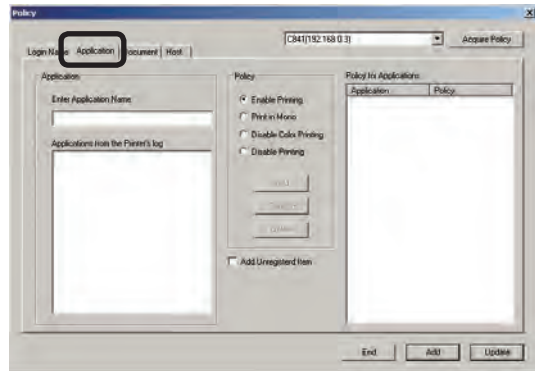 Policy
C841(192.168.0.3)
Acquire Policy
Login Name Application Document Host
Application
Policy
Policy for Applications
Enter Application Name
Enable Printing
Application Policy
Print in Mono
Applications from the Printer's log
Disable Color Printing
Disable Printing
Add Unregisterd Item
End Add Update